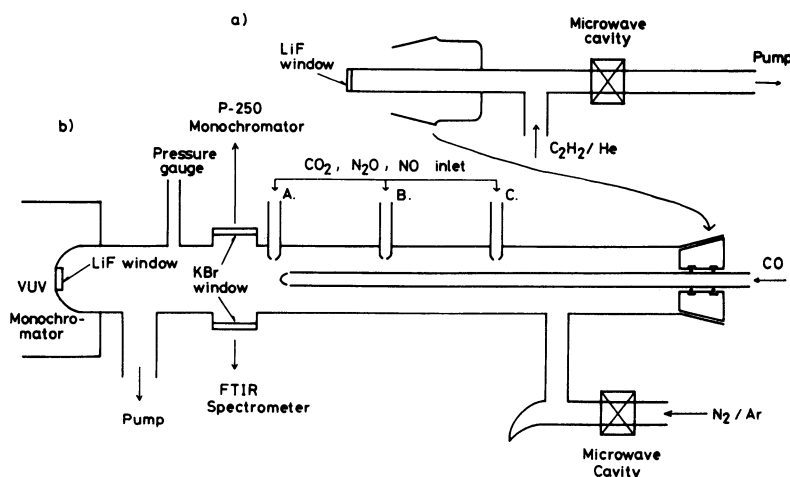 a)
Microwave
cavity
LiF
window
Pump
C2H2/ He
b)
P-250
Monochromator
Pressure
gauge
CO2 , N2O , NO inlet
A.
B.
C.
LiF window
VUV
Monochro-
mator
KBr
window
CO
Pump
FTIR
Spectrometer
N2 / Ar
Microwave
Cavity